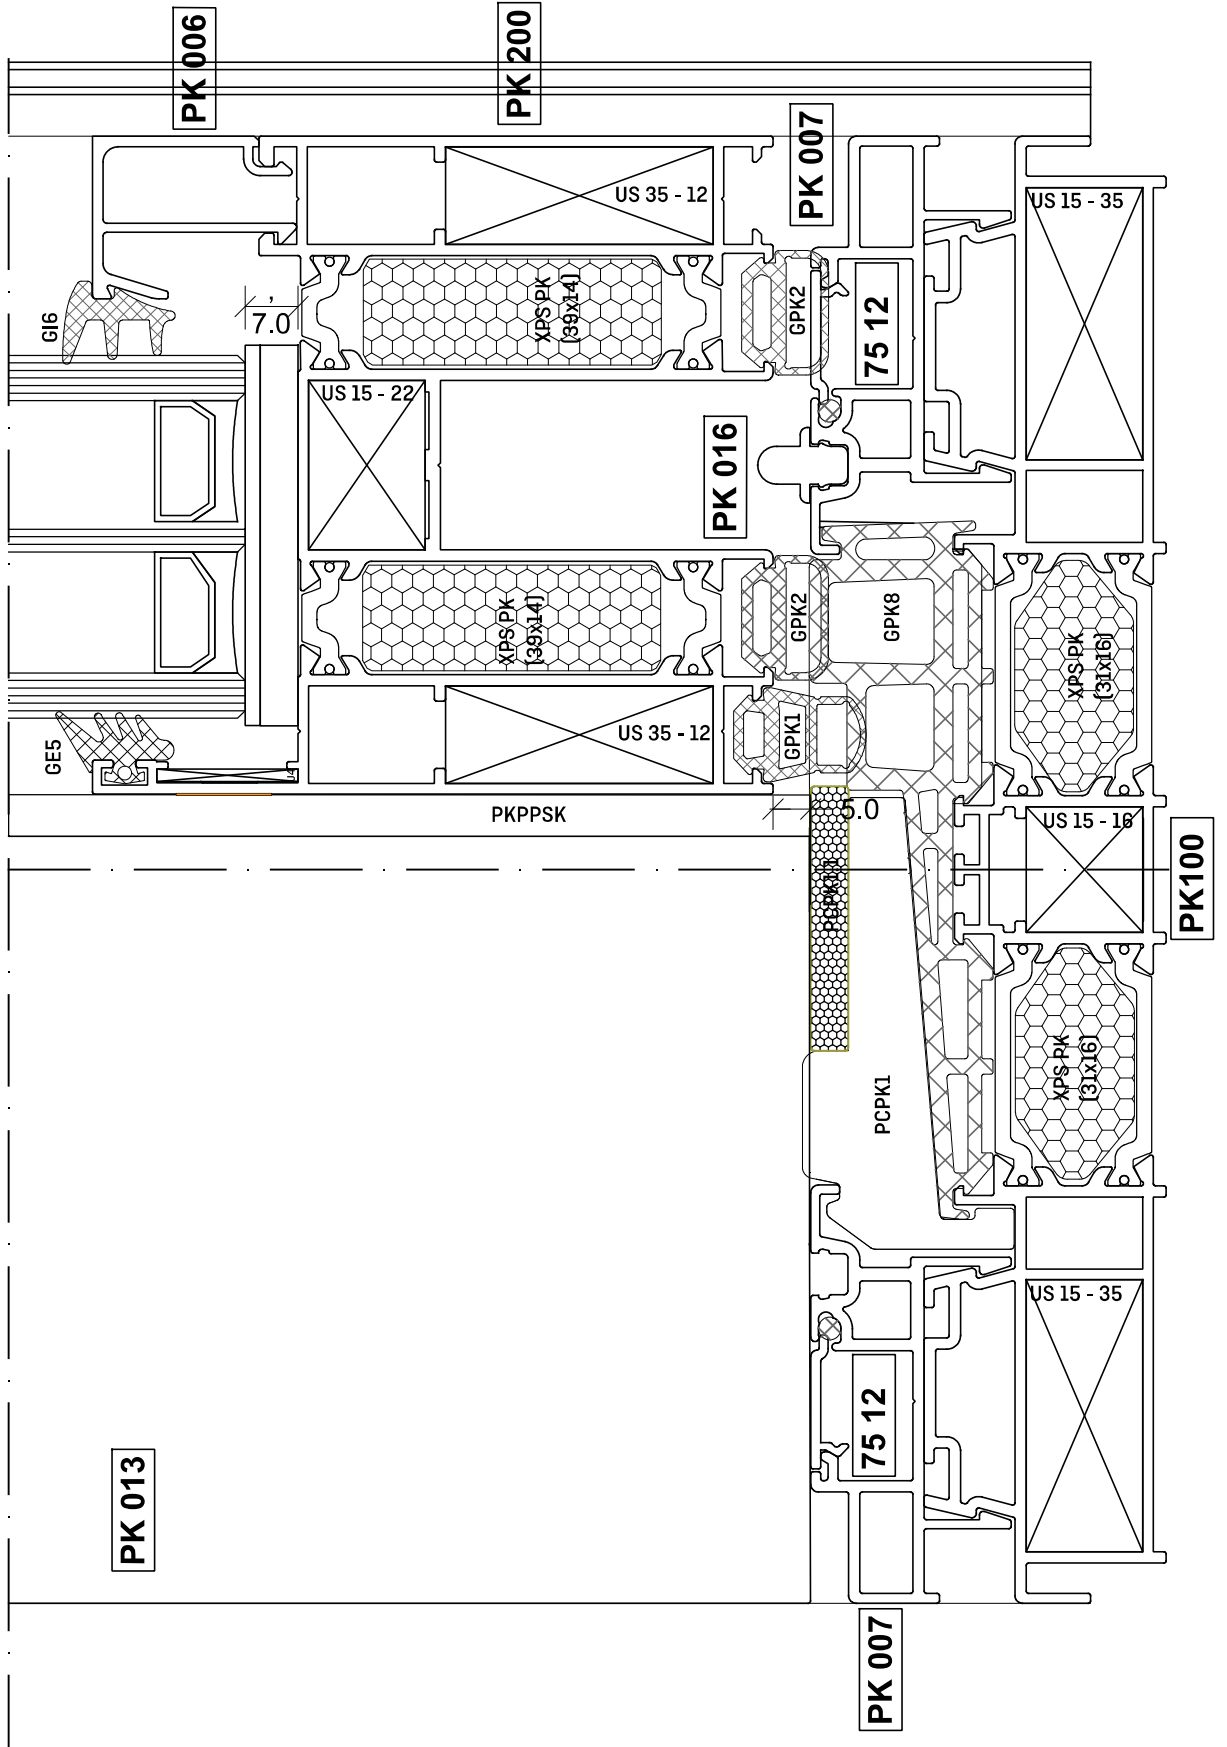 PK 006
PK 200
PK 007
US 35 - 12
US 15 - 35
GI6
7.0
,
XPS PK
(39x14)
GPK2
75 12
US 15 - 22
PK 016
XPS PK
(39x14)
GPK2
GPK8
XPS PK
(31x16)
GE5
US 35 - 12
GPK1
PKPPSK
5.0
US 15 - 16
PK100
XPS PK
(31x16)
PCPK1
US 15 - 35
75 12
PK 013
PK 007